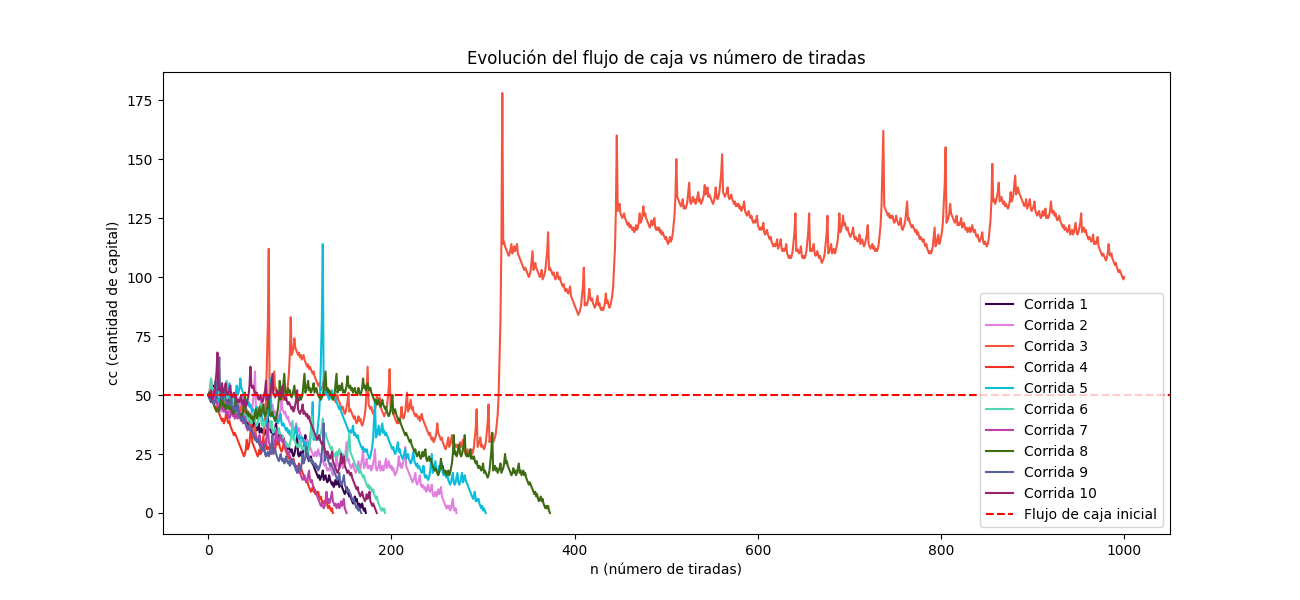 Evolución del flujo de caja vs número de tiradas
cc (cantidad de capital)
175
150
125
100
75
50
25
0
0
200
400
600
800
1000
n (número de tiradas)
Corrida 1
Corrida 2
Corrida 3
Corrida 4
Corrida 5
Corrida 6
Corrida 7
Corrida 8
Corrida 9
Corrida 10
Flujo de caja inicial